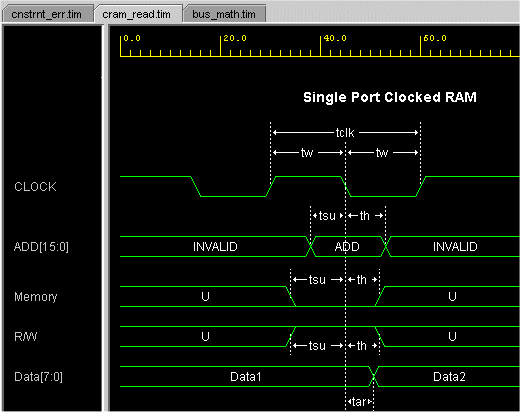 cnstrnt_err.tim cram_read.tim bus_math.tim
0.0 20.0 40.0 60.0
Single Port Clocked RAM
tclk
tw tw
CLOCK
tsu th
ADD[15:0] INVALID ADD INVALID
tsu th
Memory U U
R/W U U
tsu th
Data[7:0] Data1 Data2
tar